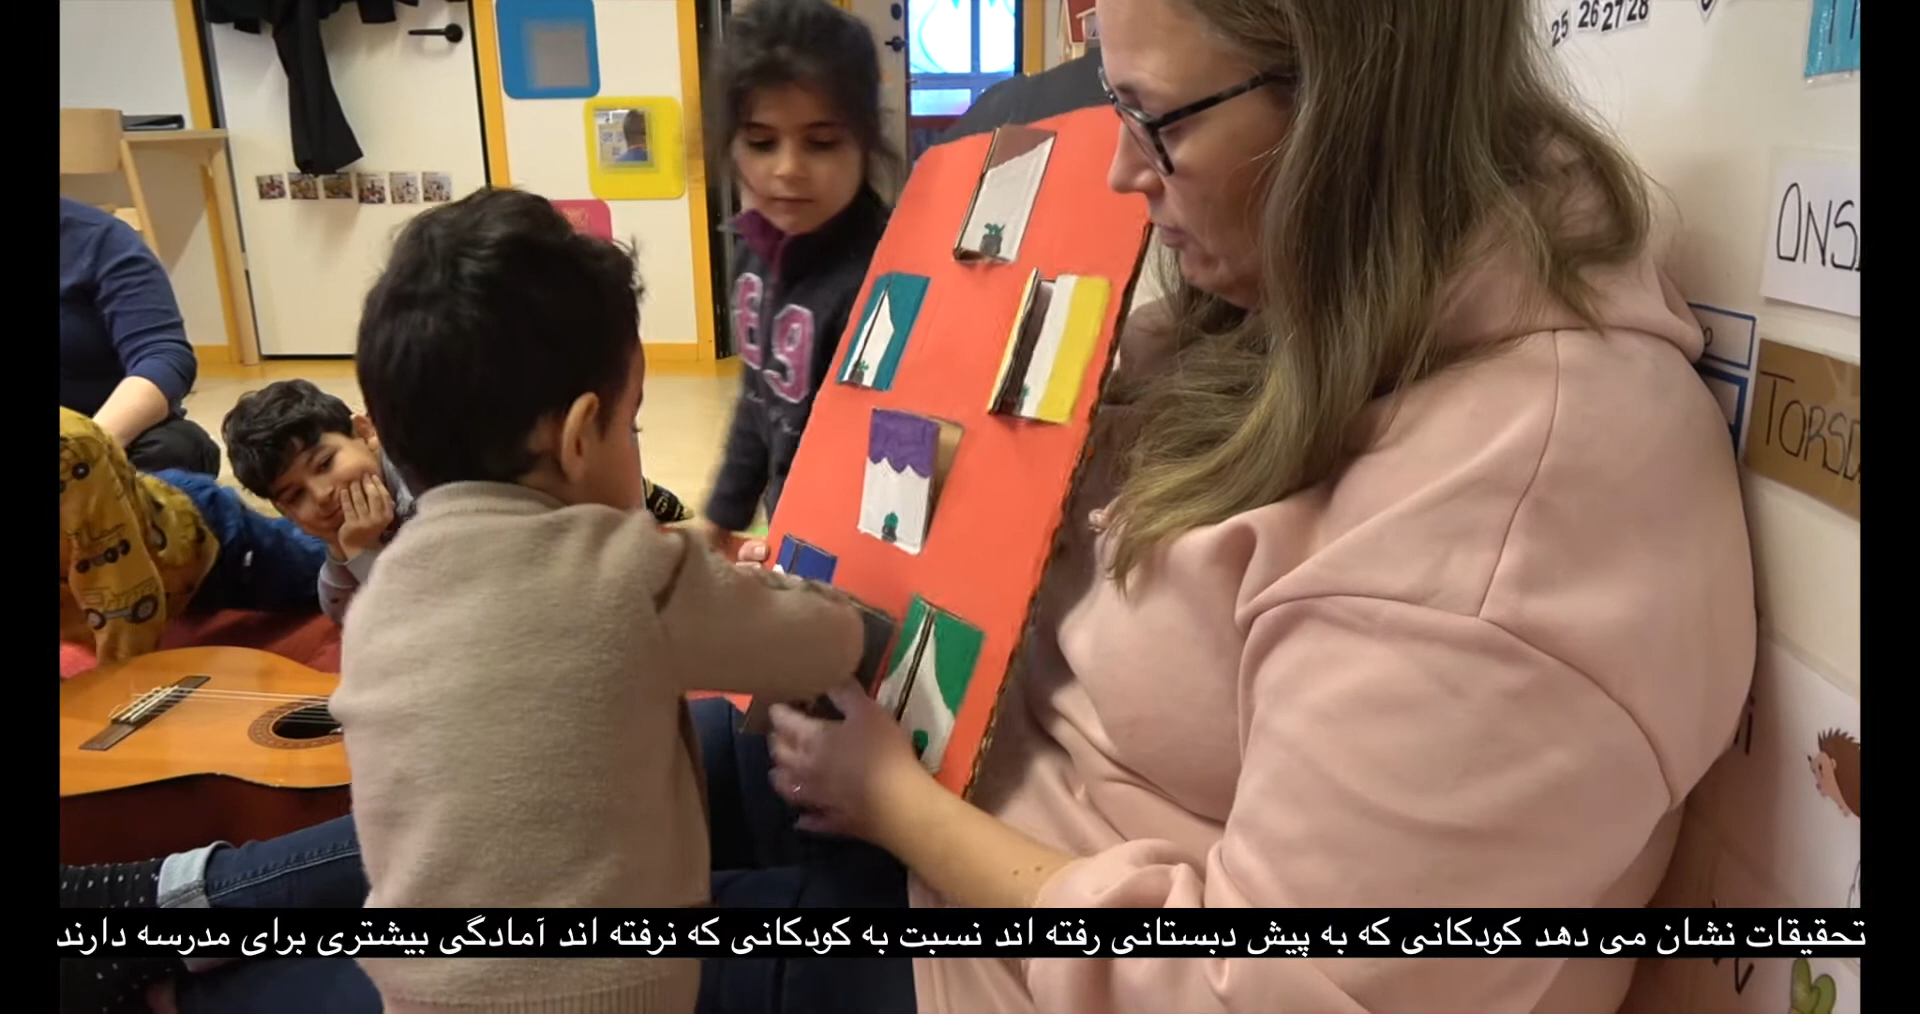 25 26 27 28
ONS
TORSD
تحقیقات نشان می دهد کودکانی که به پیش دبستانی رفته اند نسبت به کودکانی که نرفته اند آمادگی بیشتری برای مدرسه دارند